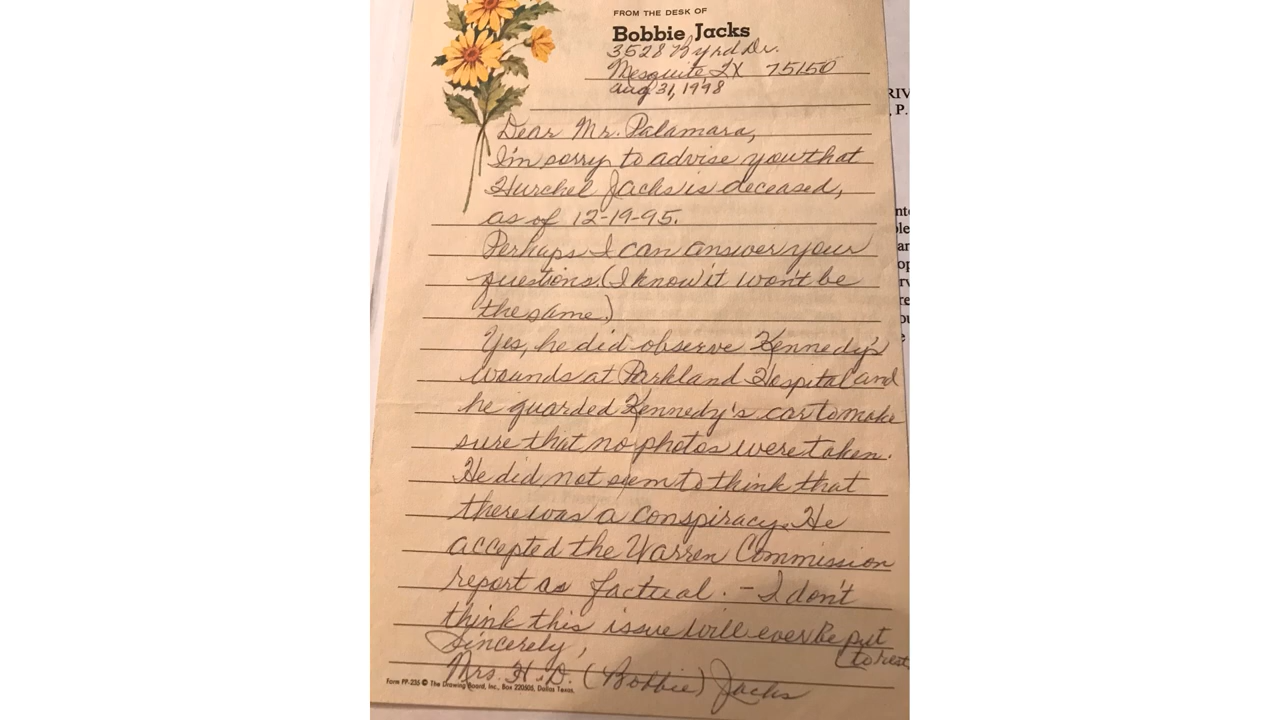 FROM THE DESK OF
Bobbie Jacks
3528 Byrd Dr.
Mesquite, TX 75150
Aug 31, 1998
Dear Mr. Palamara,
I'm sorry to advise you that
Hurchel Jacks is deceased,
as of 12-19-95.
Perhaps I can answer your
questions. (I know it won't be
the same.)
Yes, he did observe Kennedy's
wounds at Parkland Hospital and
he guarded Kennedy's car to make
sure that no photos were taken.
He did not seem to think that
there was a conspiracy. He
accepted the Warren Commission
report as factual. - I don't
think this issue will ever be put
(to rest
Sincerely,
Mrs. H. D. (Bobbie) Jacks
Form PP-235 © The Drawing Board, Inc., Box 220505, Dallas, Texas.
RIV
, P.